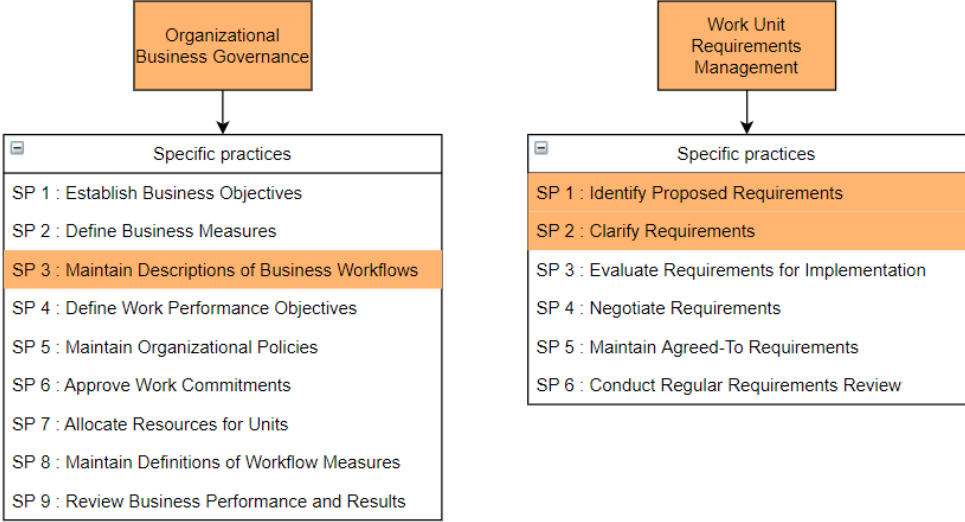 Organizational
Business Governance
Specific practices
SP 1 : Establish Business Objectives
SP 2 : Define Business Measures
SP 3 : Maintain Descriptions of Business Workflows
SP 4 : Define Work Performance Objectives
SP 5 : Maintain Organizational Policies
SP 6 : Approve Work Commitments
SP 7 : Allocate Resources for Units
SP 8 : Maintain Definitions of Workflow Measures
SP 9 : Review Business Performance and Results
Work Unit
Requirements
Management
Specific practices
SP 1 : Identify Proposed Requirements
SP 2 : Clarify Requirements
SP 3 : Evaluate Requirements for Implementation
SP 4 : Negotiate Requirements
SP 5 : Maintain Agreed-To Requirements
SP 6 : Conduct Regular Requirements Review